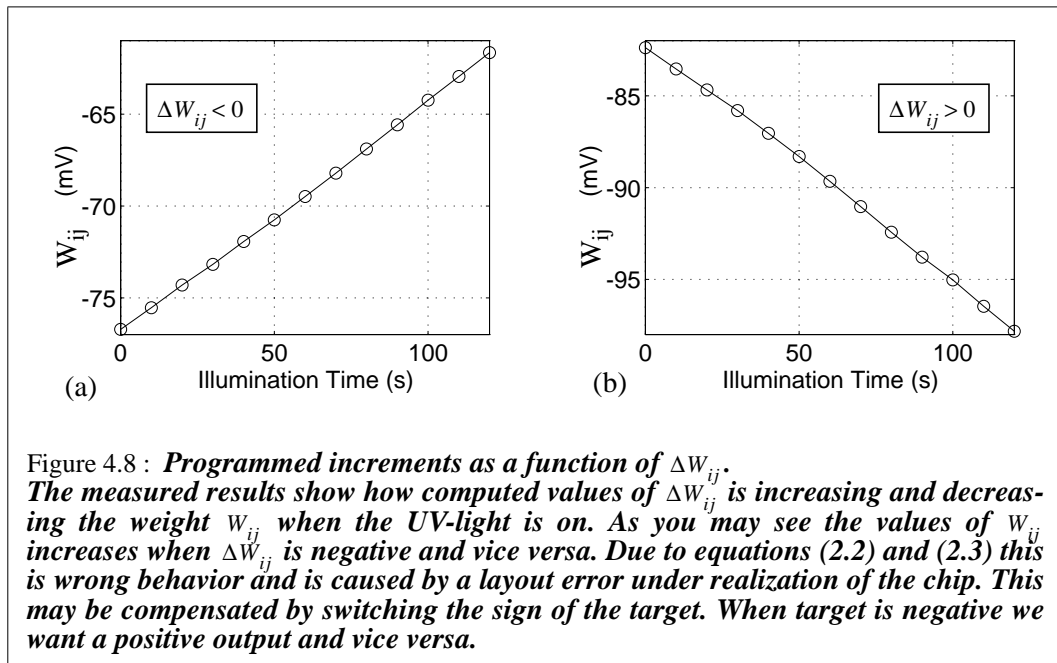 ΔW_ij < 0
-65
-70
-75
W_ij (mV)
0 50 100
Illumination Time (s)
(a)
ΔW_ij > 0
-85
-90
-95
W_ij (mV)
0 50 100
Illumination Time (s)
(b)
Figure 4.8 : Programmed increments as a function of ΔW_ij.
The measured results show how computed values of ΔW_ij is increasing and decreas-
ing the weight W_ij when the UV-light is on. As you may see the values of W_ij
increases when ΔW_ij is negative and vice versa. Due to equations (2.2) and (2.3) this
is wrong behavior and is caused by a layout error under realization of the chip. This
may be compensated by switching the sign of the target. When target is negative we
want a positive output and vice versa.